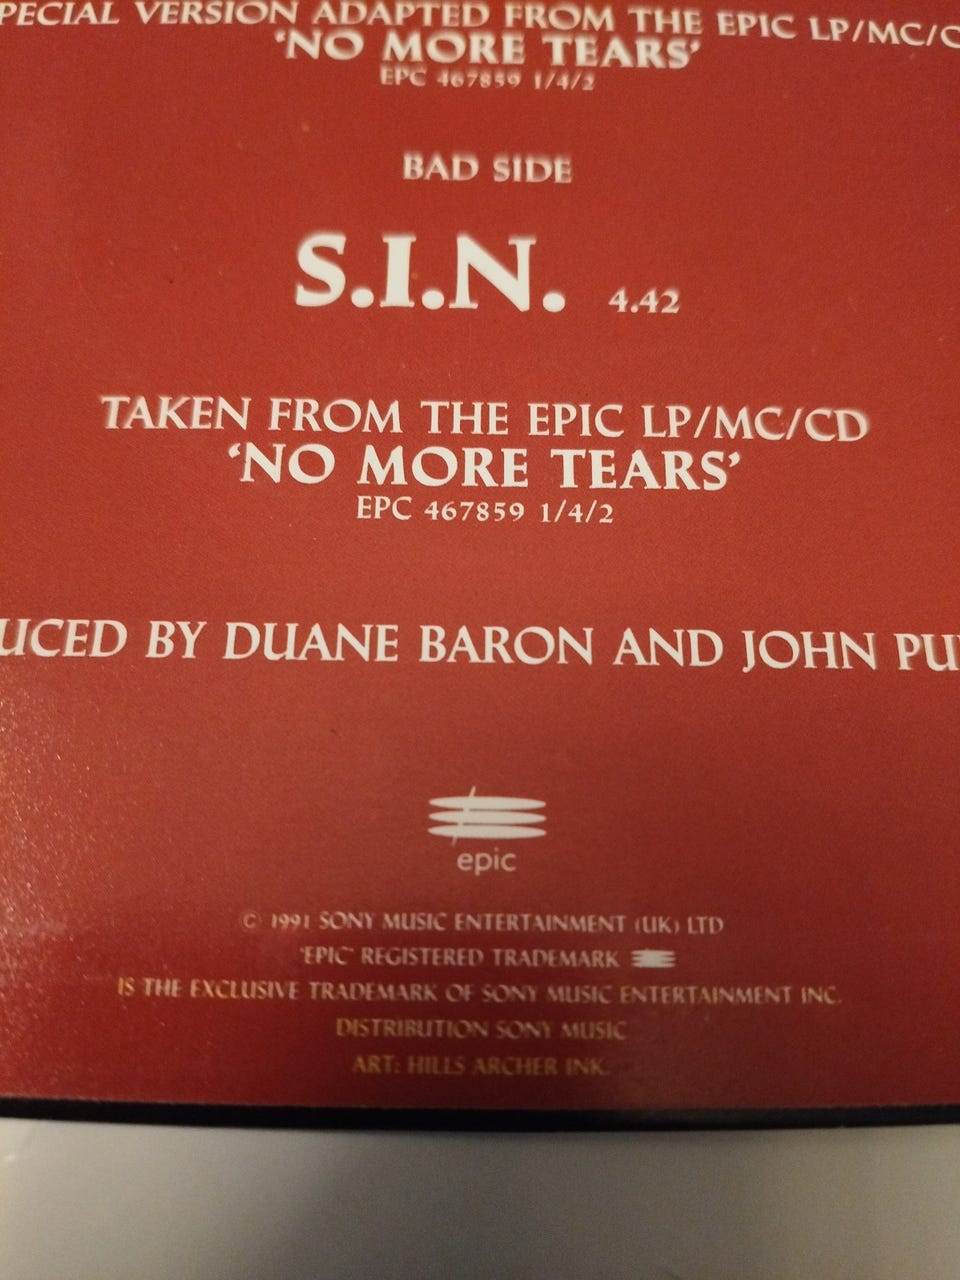 PECIAL VERSION ADAPTED FROM THE EPIC LP/MC/C
'NO MORE TEARS'
EPC 467859 1/4/2
BAD SIDE
S.I.N. 4.42
TAKEN FROM THE EPIC LP/MC/CD
'NO MORE TEARS'
EPC 467859 1/4/2
UCED BY DUANE BARON AND JOHN PU
epic
© 1991 SONY MUSIC ENTERTAINMENT (UK) LTD
'EPIC' REGISTERED TRADEMARK
IS THE EXCLUSIVE TRADEMARK OF SONY MUSIC ENTERTAINMENT INC.
DISTRIBUTION SONY MUSIC
ART: HILLS ARCHER INK.